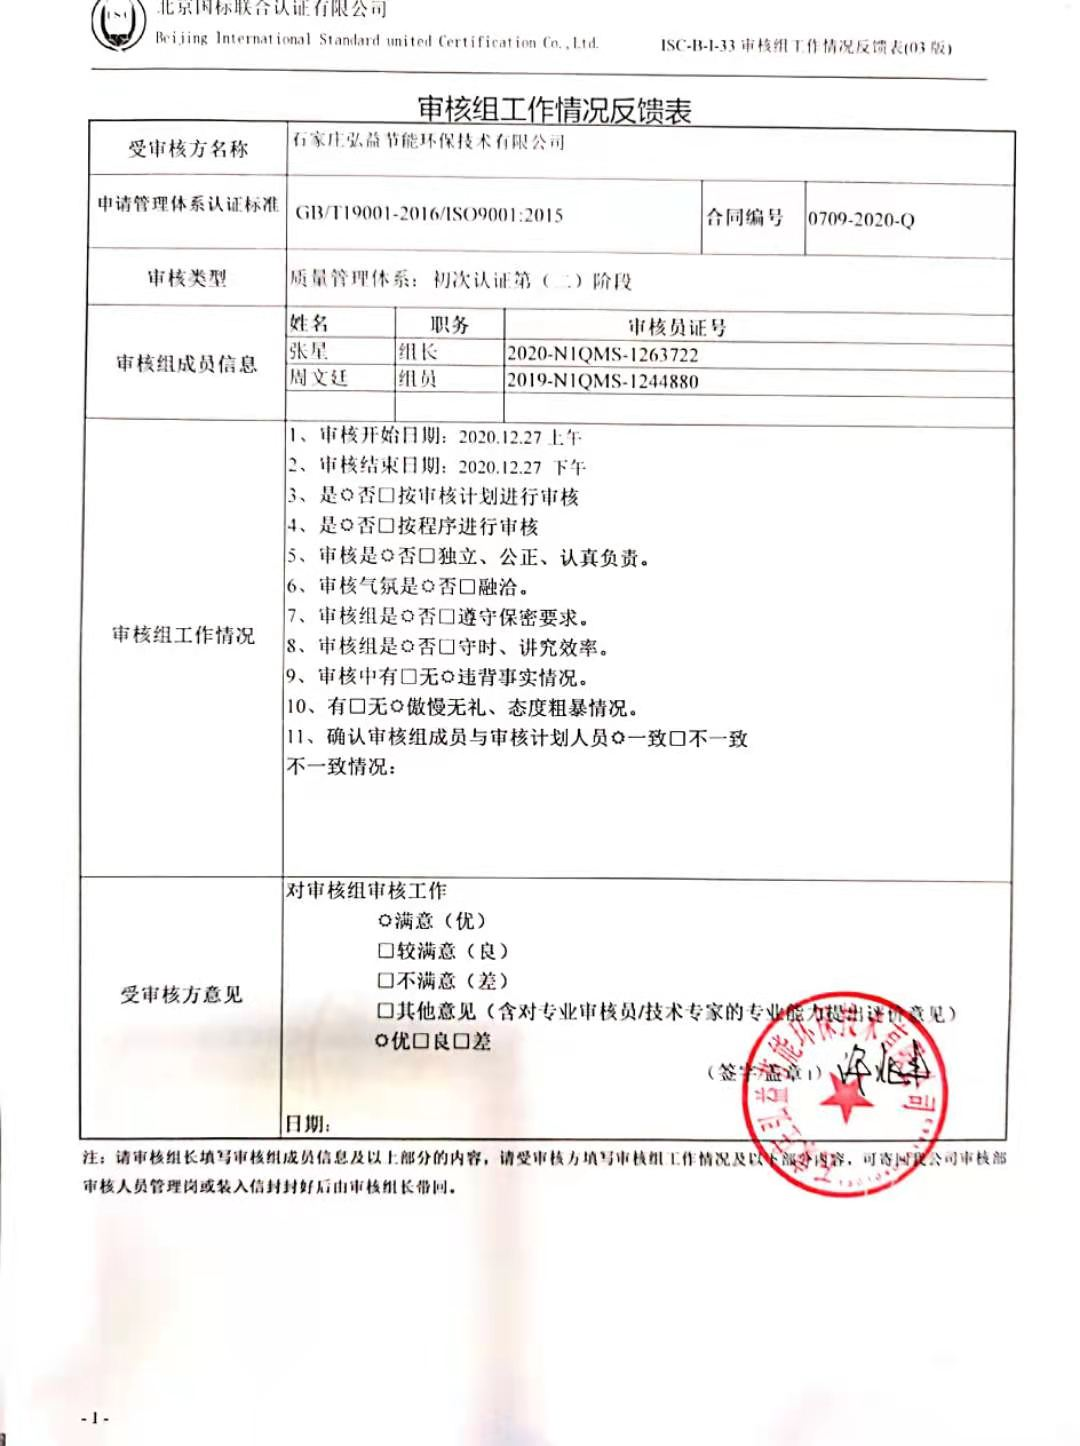 北京国标联合认证有限公司
Beijing International Standard united Certification Co.,Ltd.
ISC-B-I-33 审核组工作情况反馈表(03 版)
审核组工作情况反馈表
受审核方名称 石家庄弘益节能环保技术有限公司
申请管理体系认证标准 GB/T19001-2016/ISO9001:2015 合同编号 0709-2020-Q
审核类型 质量管理体系：初次认证第（二）阶段
审核组成员信息
姓名 职务 审核员证号
张星 组长 2020-N1QMS-1263722
周文廷 组员 2019-N1QMS-1244880
审核组工作情况
1、审核开始日期：2020.12.27 上午
2、审核结束日期：2020.12.27 下午
3、是○否□按审核计划进行审核
4、是○否□按程序进行审核
5、审核是○否□独立、公正、认真负责。
6、审核气氛是○否□融洽。
7、审核组是○否□遵守保密要求。
8、审核组是○否□守时、讲究效率。
9、审核中有□无○违背事实情况。
10、有□无○傲慢无礼、态度粗暴情况。
11、确认审核组成员与审核计划人员○一致□不一致
不一致情况：
受审核方意见
对审核组审核工作
○满意（优）
□较满意（良）
□不满意（差）
□其他意见（含对专业审核员/技术专家的专业能力提出评价意见）
○优□良□差
（签字/盖章）
日期：
注：请审核组长填写审核组成员信息及以上部分的内容，请受审核方填写审核组工作情况及以下部分内容，可寄回我公司审核部
审核人员管理岗或装入信封封好后由审核组长带回。
- 1 -